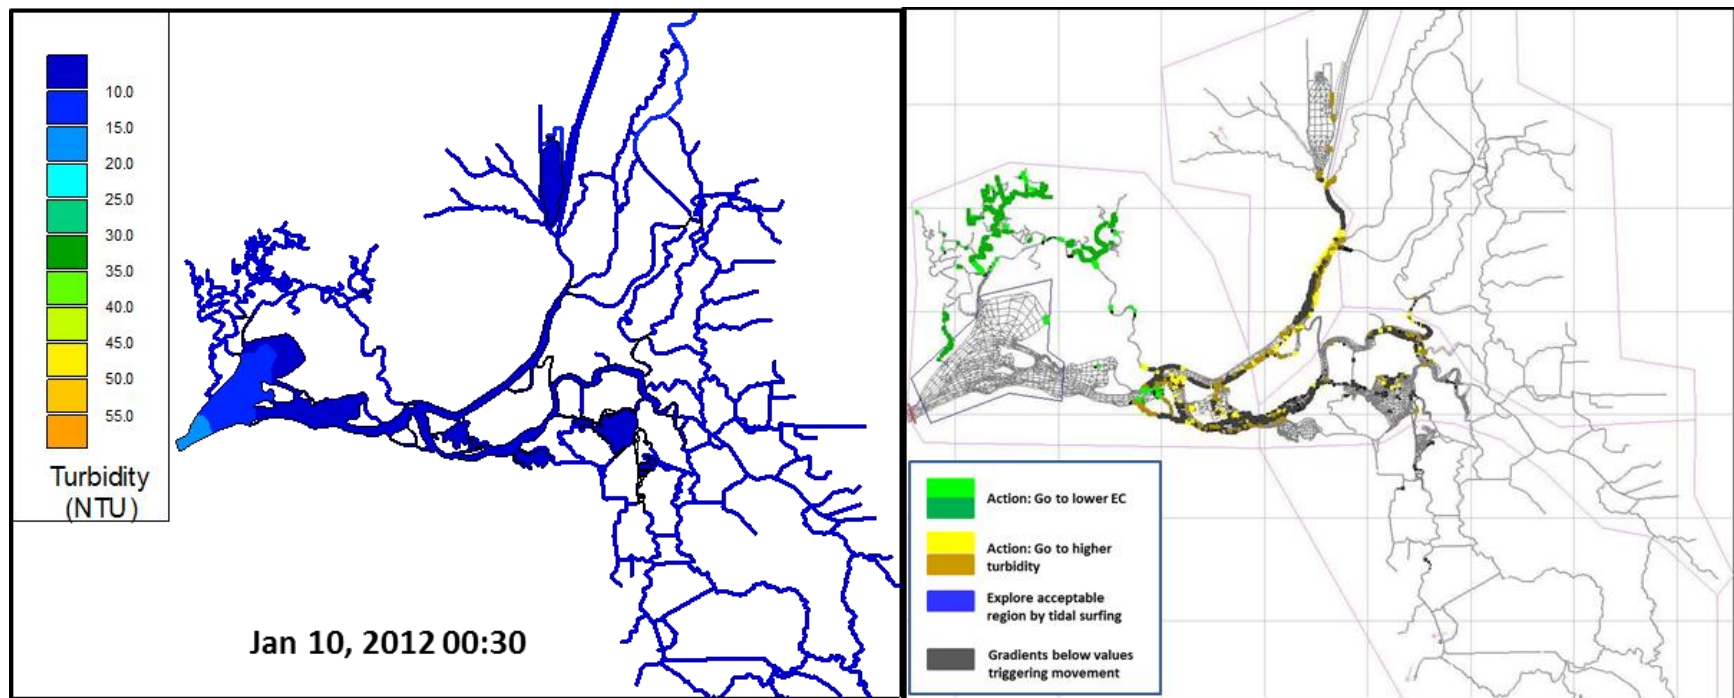 10.0
15.0
20.0
25.0
30.0
35.0
40.0
45.0
50.0
55.0
Turbidity
(NTU)
Jan 10, 2012 00:30
Action: Go to lower EC
Action: Go to higher
turbidity
Explore acceptable
region by tidal surfing
Gradients below values
triggering movement